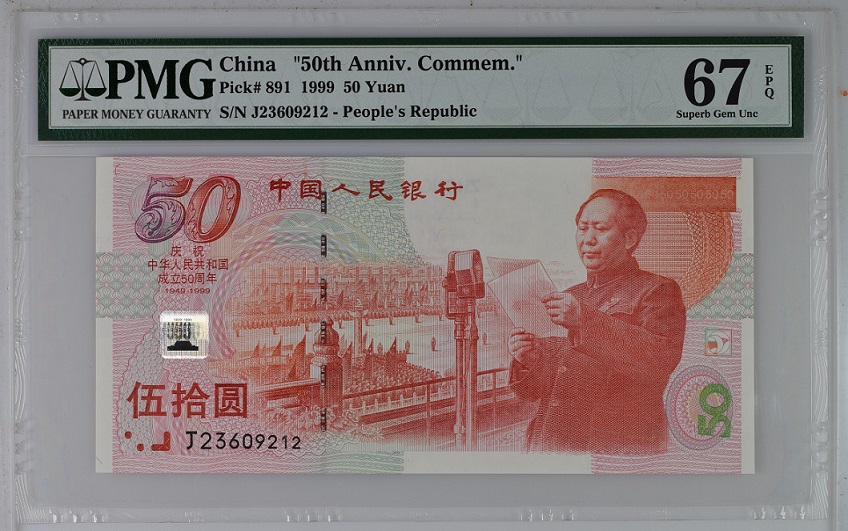 PMG
PAPER MONEY GUARANTY
China "50th Anniv. Commem."
Pick# 891 1999 50 Yuan
S/N J23609212 - People's Republic
67
EPQ
Superb Gem Unc
50
中国人民银行
庆祝
中华人民共和国
成立50周年
1949-1999
伍拾圆
J23609212
50